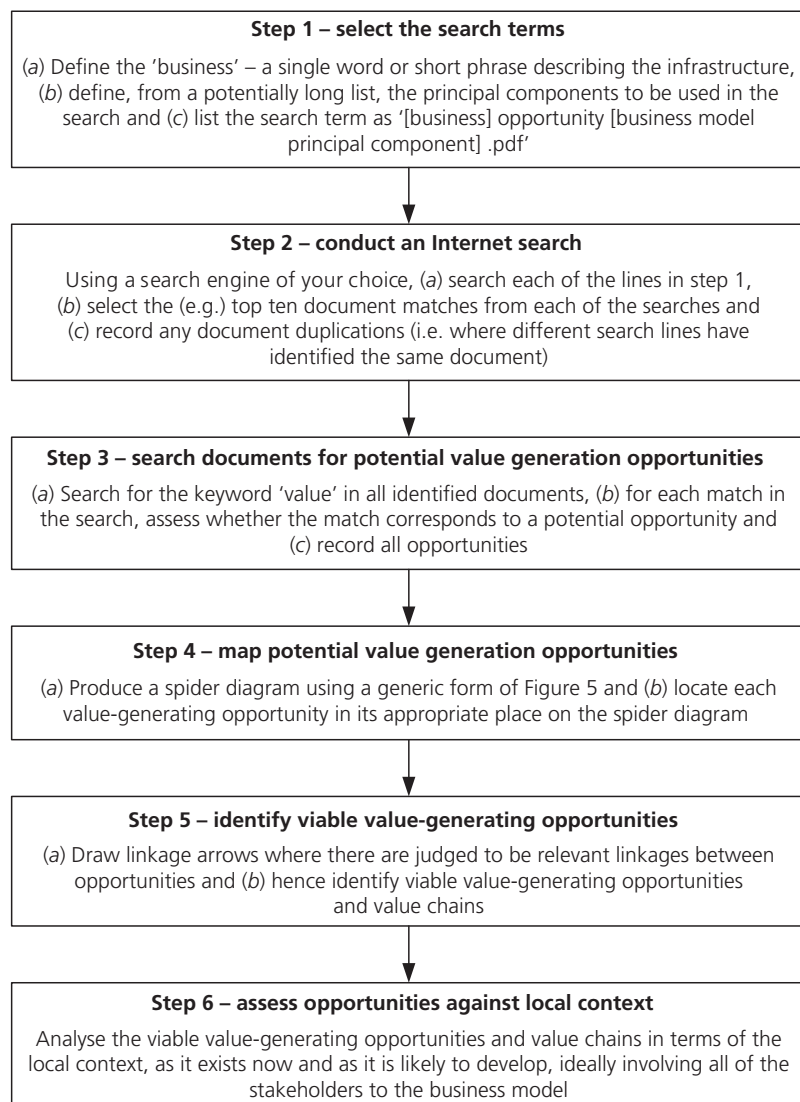 Step 1 – select the search terms
(a) Define the 'business' – a single word or short phrase describing the infrastructure,
(b) define, from a potentially long list, the principal components to be used in the
search and (c) list the search term as '[business] opportunity [business model
principal component] .pdf'
Step 2 – conduct an Internet search
Using a search engine of your choice, (a) search each of the lines in step 1,
(b) select the (e.g.) top ten document matches from each of the searches and
(c) record any document duplications (i.e. where different search lines have
identified the same document)
Step 3 – search documents for potential value generation opportunities
(a) Search for the keyword 'value' in all identified documents, (b) for each match in
the search, assess whether the match corresponds to a potential opportunity and
(c) record all opportunities
Step 4 – map potential value generation opportunities
(a) Produce a spider diagram using a generic form of Figure 5 and (b) locate each
value-generating opportunity in its appropriate place on the spider diagram
Step 5 – identify viable value-generating opportunities
(a) Draw linkage arrows where there are judged to be relevant linkages between
opportunities and (b) hence identify viable value-generating opportunities
and value chains
Step 6 – assess opportunities against local context
Analyse the viable value-generating opportunities and value chains in terms of the
local context, as it exists now and as it is likely to develop, ideally involving all of the
stakeholders to the business model